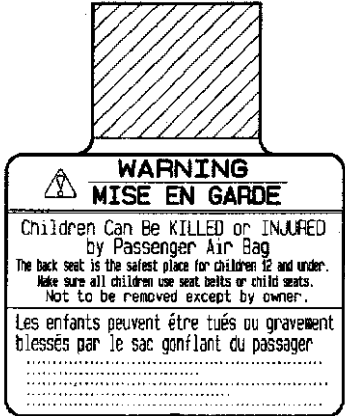 WARNING
MISE EN GARDE
Children Can Be KILLED or INJURED
by Passenger Air Bag
The back seat is the safest place for children 12 and under.
Make sure all children use seat belts or child seats.
Not to be removed except by owner.
Les enfants peuvent être tués ou gravement
blessés par le sac gonflant du passager